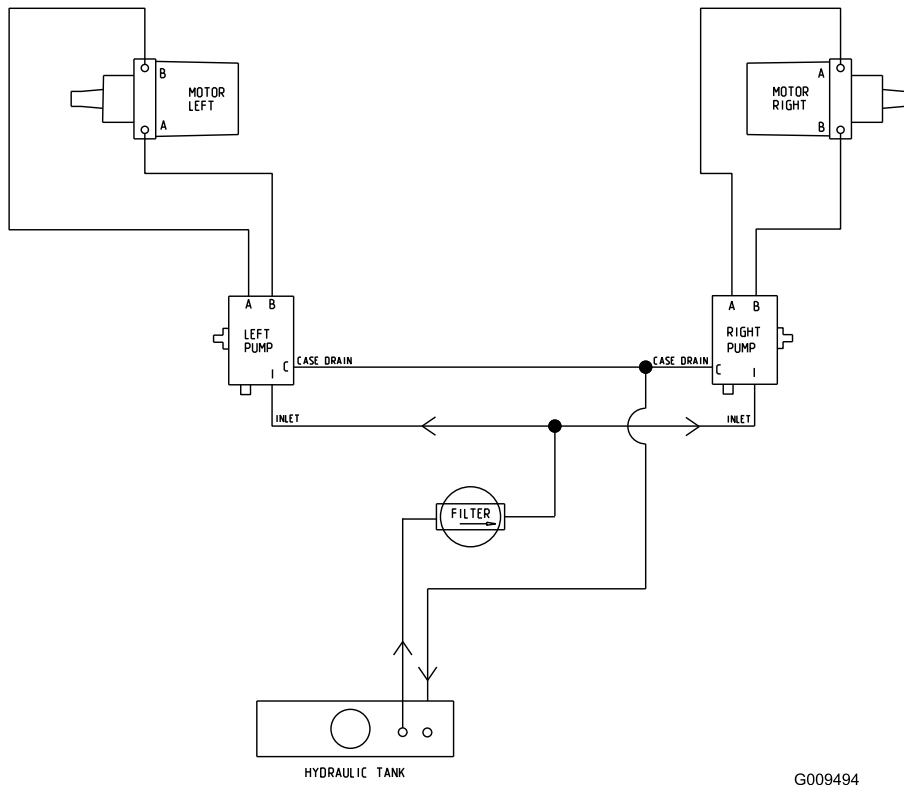 B
MOTOR
LEFT
A
A
MOTOR
RIGHT
B
A B
LEFT
PUMP
C
I
CASE DRAIN
INLET
A B
RIGHT
PUMP
CASE DRAIN
C
I
INLET
FILTER
HYDRAULIC TANK
G009494